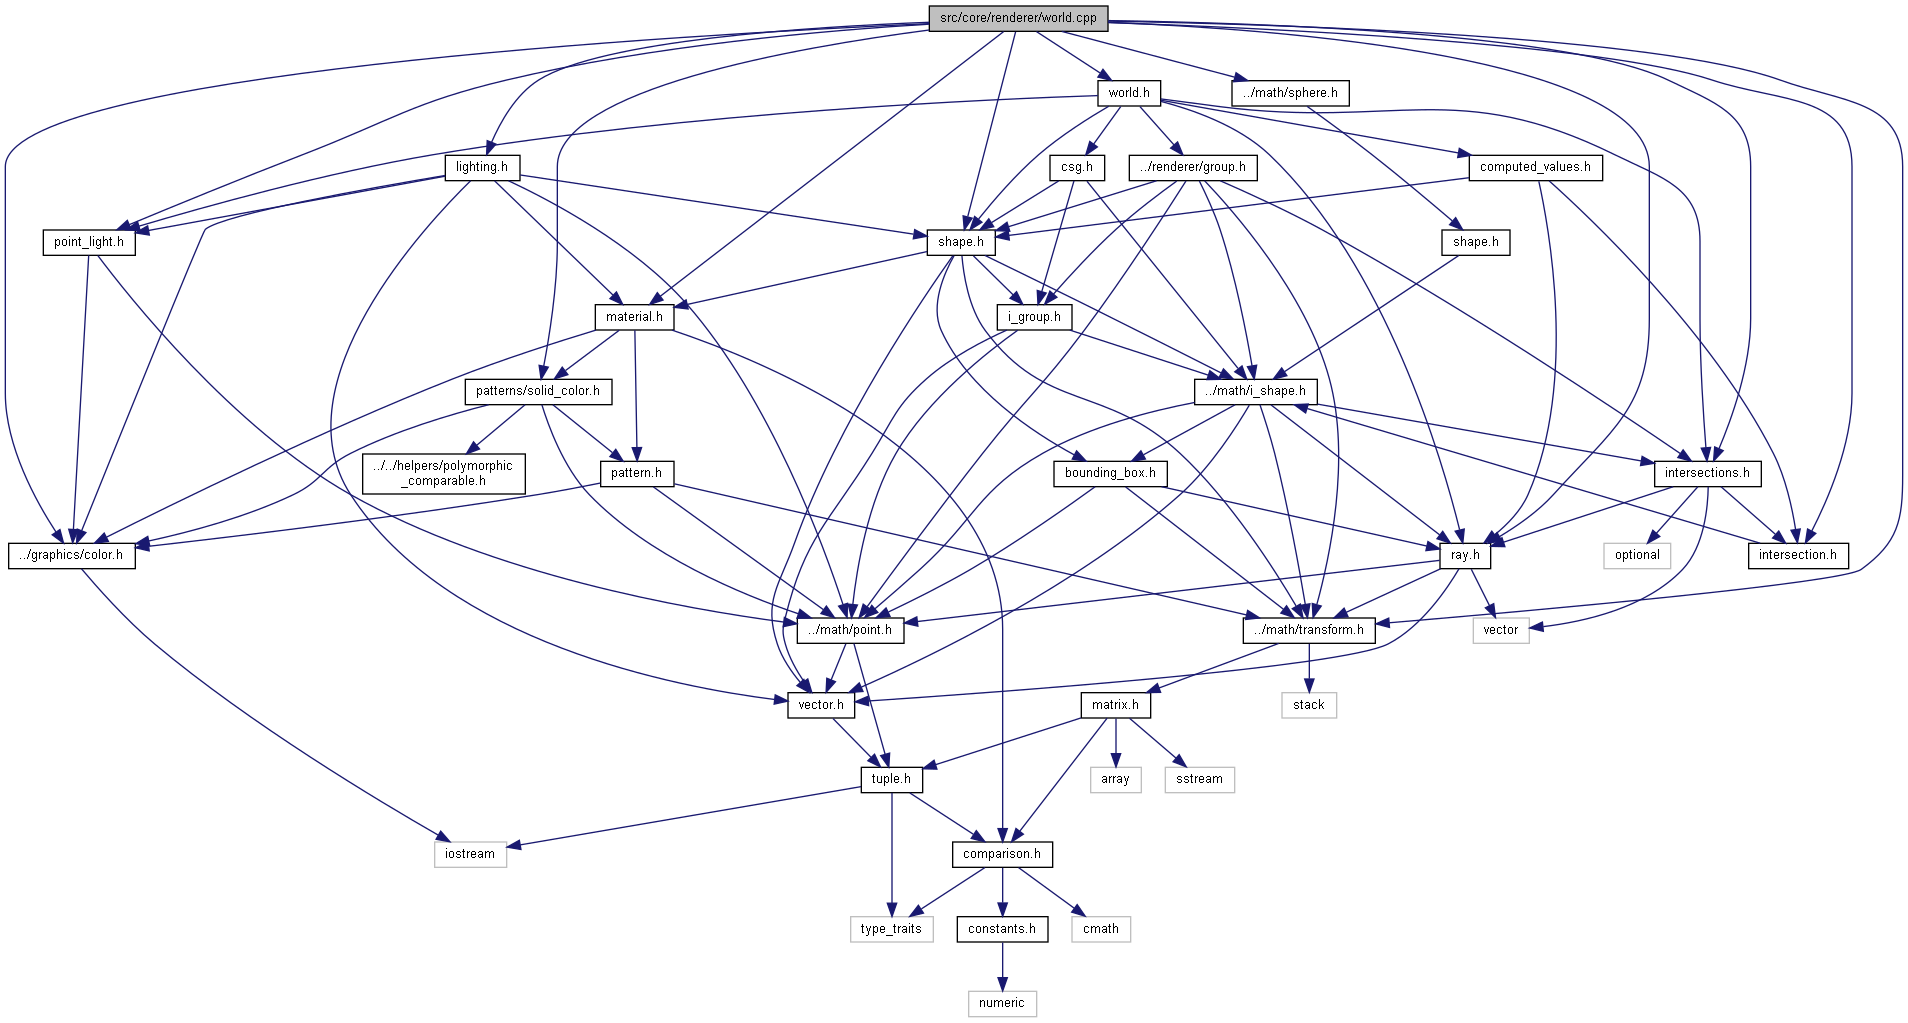 src/core/renderer/world.cpp
world.h
../math/sphere.h
lighting.h
csg.h
../renderer/group.h
computed_values.h
point_light.h
shape.h
shape.h
material.h
i_group.h
patterns/solid_color.h
../math/i_shape.h
../../helpers/polymorphic
_comparable.h
pattern.h
bounding_box.h
intersections.h
../graphics/color.h
ray.h
optional
intersection.h
../math/point.h
../math/transform.h
vector
vector.h
matrix.h
stack
tuple.h
array
sstream
iostream
comparison.h
type_traits
constants.h
cmath
numeric